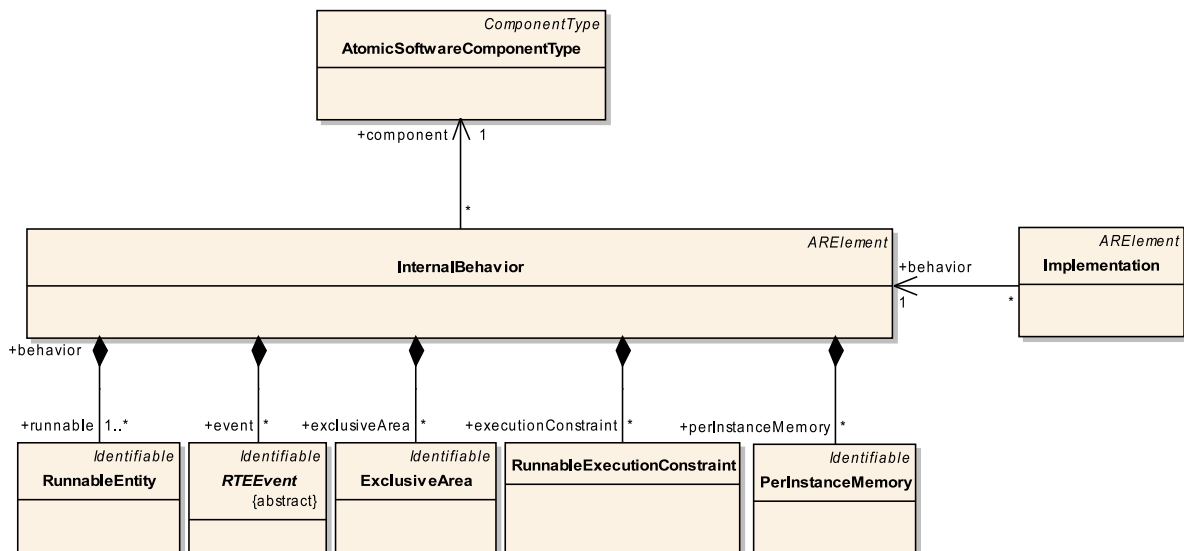 ComponentType
AtomicSoftwareComponentType
+component 1
*
ARElement
InternalBehavior
ARElement
Implementation
+behavior
1 *
+behavior
+runnable 1..* +event * +exclusiveArea * +executionConstraint * +perInstanceMemory *
Identifiable
RunnableEntity
Identifiable
RTEEvent
{abstract}
Identifiable
ExclusiveArea
RunnableExecutionConstraint
Identifiable
PerInstanceMemory